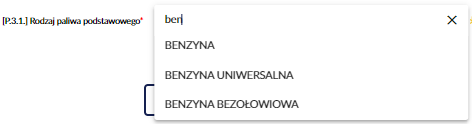 [P.3.1.] Rodzaj paliwa podstawowego* ben
BENZYNA
BENZYNA UNIWERSALNA
BENZYNA BEZOŁOWIOWA